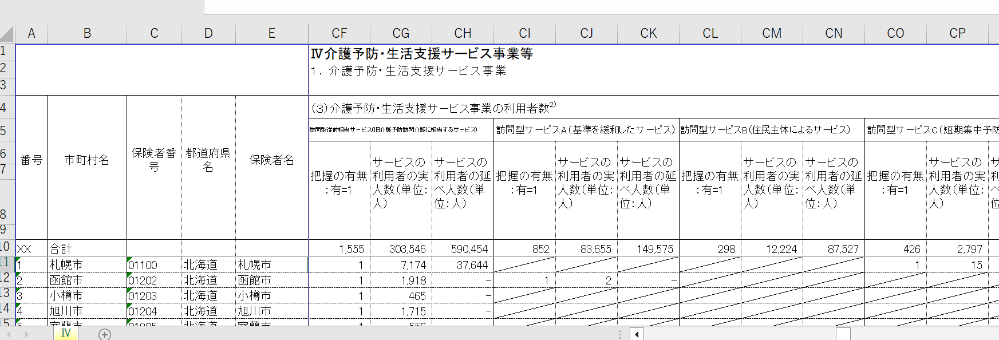 A B C D E CF CG CH CI CJ CK CL CM CN CO CP
1 Ⅳ介護予防・生活支援サービス事業等
2 1．介護予防・生活支援サービス事業
3
4 (3)介護予防・生活支援サービス事業の利用者数2)
5 訪問型従前相当サービス(旧介護予防訪問介護に相当するサービス) 訪問型サービスA(基準を緩和したサービス) 訪問型サービスB(住民主体によるサービス) 訪問型サービスC(短期集中予防
6
7
8
9
番号 市町村名 保険者番号 都道府県名 保険者名 把握の有無:有=1 サービスの利用者の実人数(単位:人) サービスの利用者の延べ人数(単位:人) 把握の有無:有=1 サービスの利用者の実人数(単位:人) サービスの利用者の延べ人数(単位:人) 把握の有無:有=1 サービスの利用者の実人数(単位:人) サービスの利用者の延べ人数(単位:人) 把握の有無:有=1 サービスの利用者の実人数(単位:人)
10 XX 合計 1,555 303,546 590,454 852 83,655 149,575 298 12,224 87,527 426 2,797
11 1 札幌市 01100 北海道 札幌市 1 7,174 37,644 1 15
12 2 函館市 01202 北海道 函館市 1 1,918 - 1 2 -
13 3 小樽市 01203 北海道 小樽市 1 465 -
14 4 旭川市 01204 北海道 旭川市 1 1,715 -
15 5 室蘭市 01205 北海道 室蘭市 1 556
Ⅳ